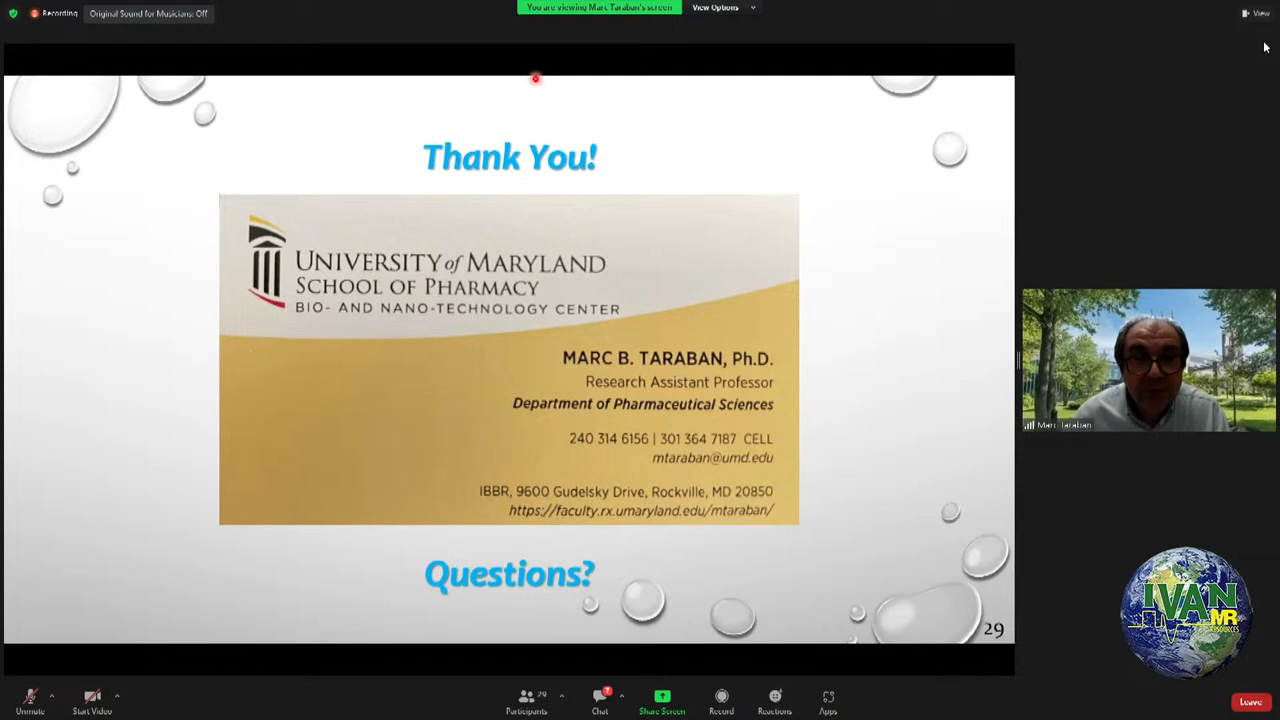 Recording
Original Sound for Musicians: Off
You are viewing Marc Taraban's screen
View Options
View
Thank You!
UNIVERSITY of MARYLAND
SCHOOL OF PHARMACY
BIO- AND NANO-TECHNOLOGY CENTER
MARC B. TARABAN, Ph.D.
Research Assistant Professor
Department of Pharmaceutical Sciences
240 314 6156 | 301 364 7187 CELL
mtaraban@umd.edu
IBBR, 9600 Gudelsky Drive, Rockville, MD 20850
https://faculty.rx.umaryland.edu/mtaraban/
Questions?
29
Marc Taraban
IVAN
MR
RESOURCES
Unmute
Start Video
Participants
29
Chat
7
Share Screen
Record
Reactions
Apps
Leave